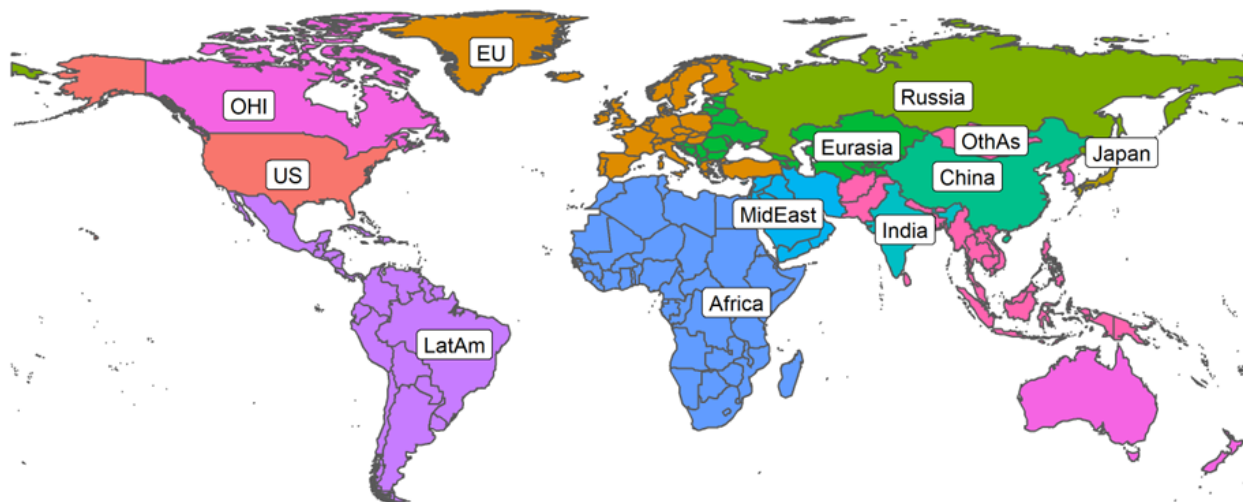 EU
OHI
Russia
OthAs
Eurasia
Japan
US
China
MidEast
India
Africa
LatAm